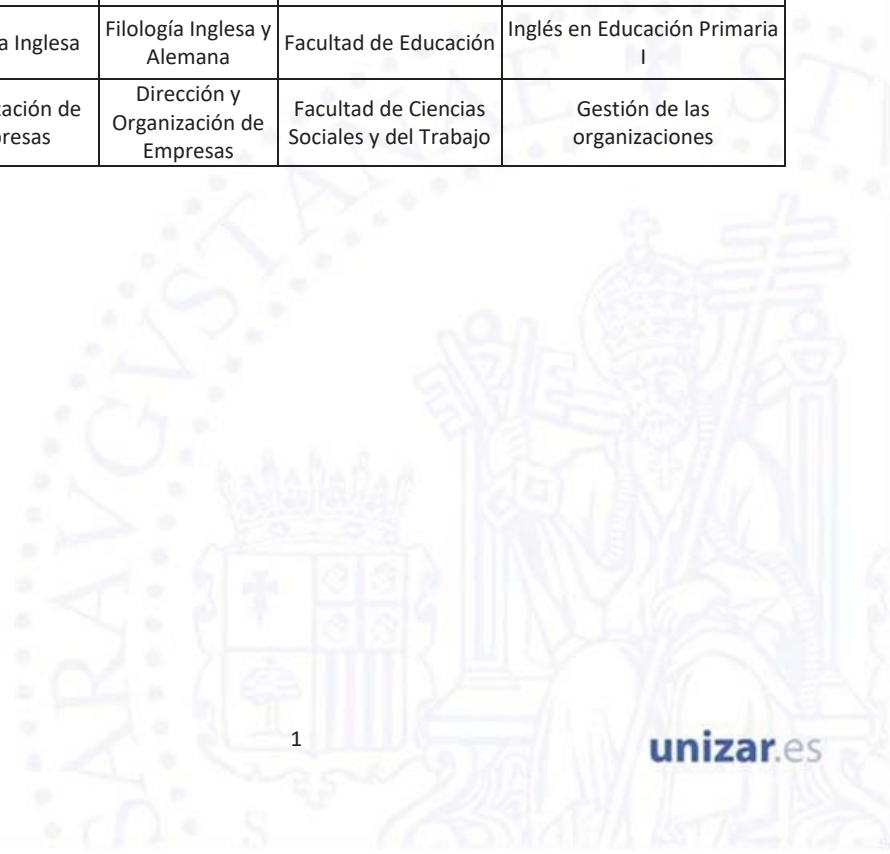 a Inglesa
Filología Inglesa y
Alemana
Facultad de Educación
Inglés en Educación Primaria
I
ación de
resas
Dirección y
Organización de
Empresas
Facultad de Ciencias
Sociales y del Trabajo
Gestión de las
organizaciones
1
unizar.es